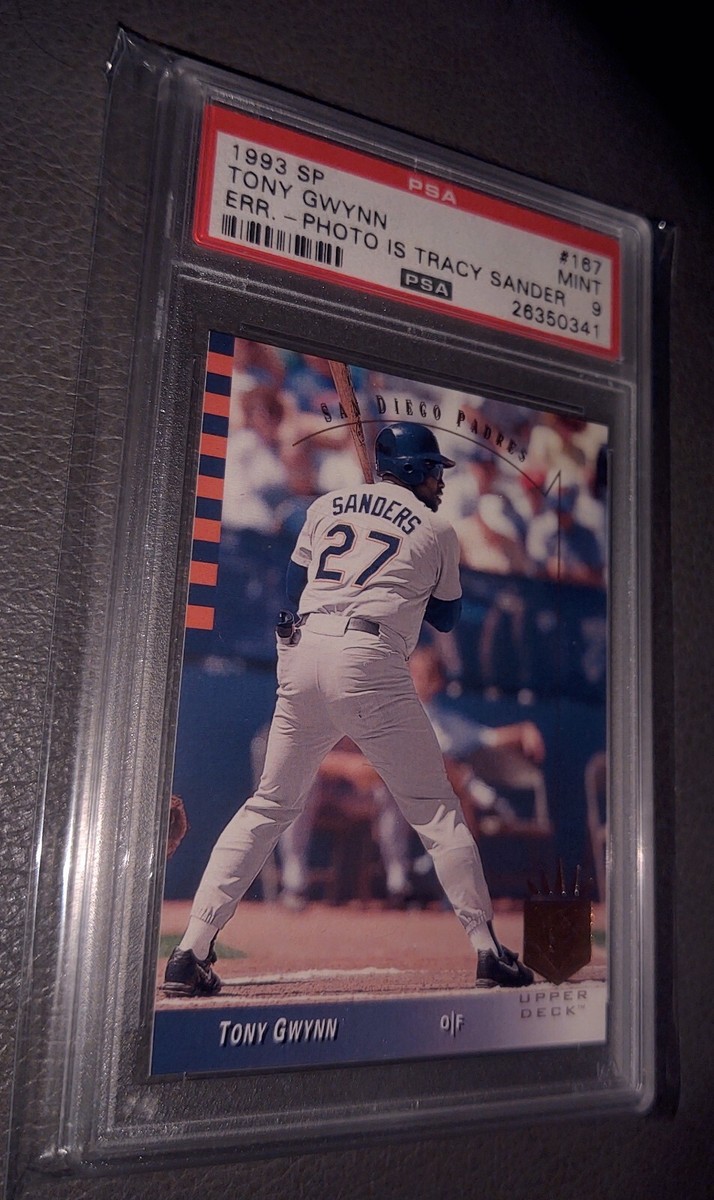 1993 SP
PSA
#167
TONY GWYNN
MINT
ERR. - PHOTO IS TRACY SANDER
9
PSA
26350341
SAN DIEGO PADRES
SANDERS
27
UPPER
DECK™
TONY GWYNN
O|F